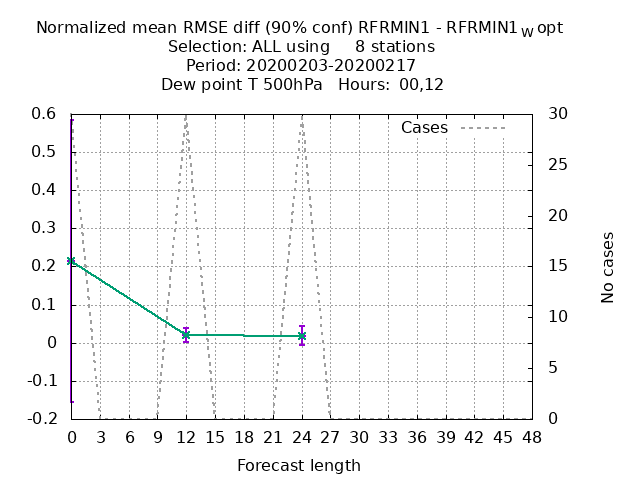 Normalized mean RMSE diff (90% conf) RFRMIN1 - RFRMIN1wopt
Selection: ALL using     8 stations
Period: 20200203-20200217
Dew point T 500hPa   Hours: 00,12
Cases
0.6
0.5
0.4
0.3
0.2
0.1
0
-0.1
-0.2
30
25
20
15
10
5
0
No cases
0 3 6 9 12 15 18 21 24 27 30 33 36 39 42 45 48
Forecast length